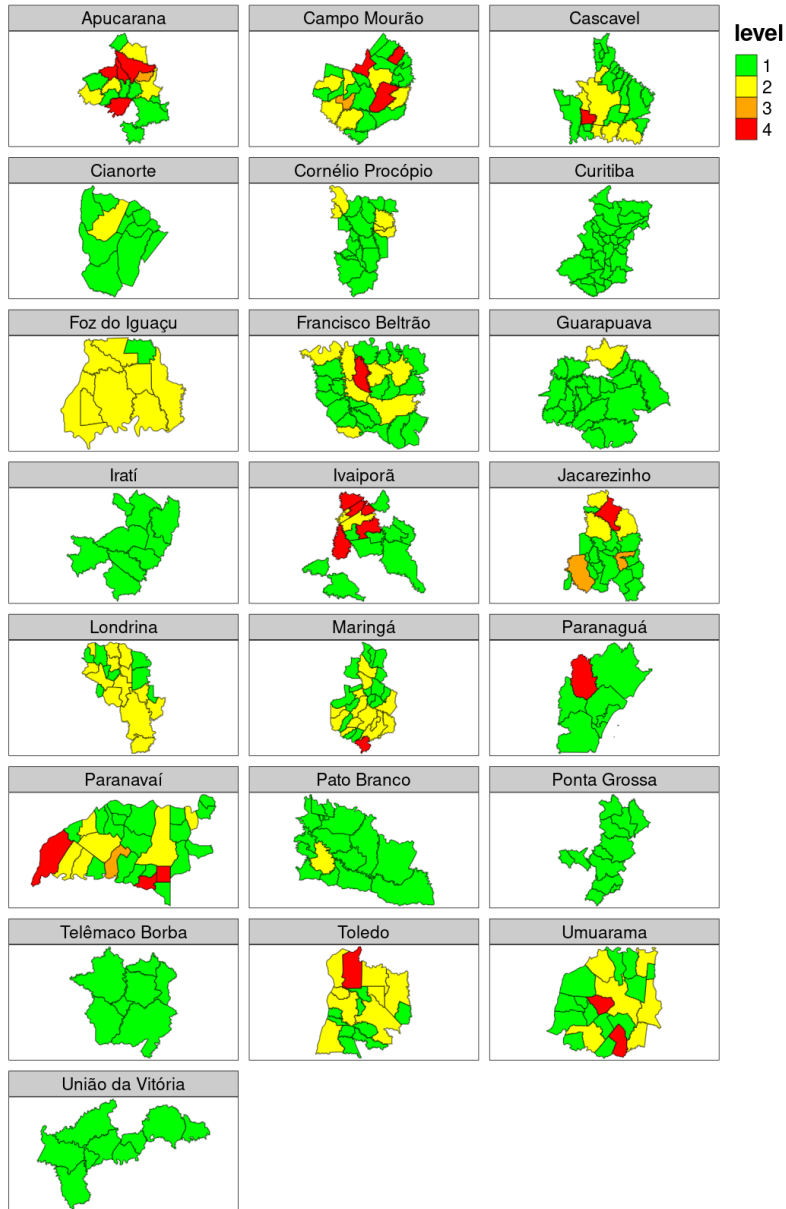 Apucarana
Campo Mourão
Cascavel
level
1
2
3
4
Cianorte
Cornélio Procópio
Curitiba
Foz do Iguaçu
Francisco Beltrão
Guarapuava
Iratí
Ivaiporã
Jacarezinho
Londrina
Maringá
Paranaguá
Paranavaí
Pato Branco
Ponta Grossa
Telêmaco Borba
Toledo
Umuarama
União da Vitória